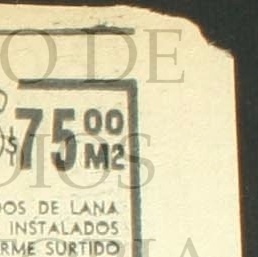 $75.00 M2
DOS DE LANA
INSTALADOS
RME SURTIDO